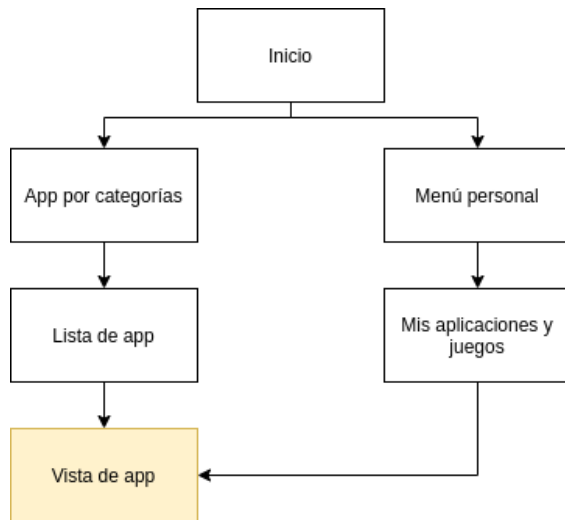 Inicio
App por categorías
Menú personal
Lista de app
Mis aplicaciones y
juegos
Vista de app